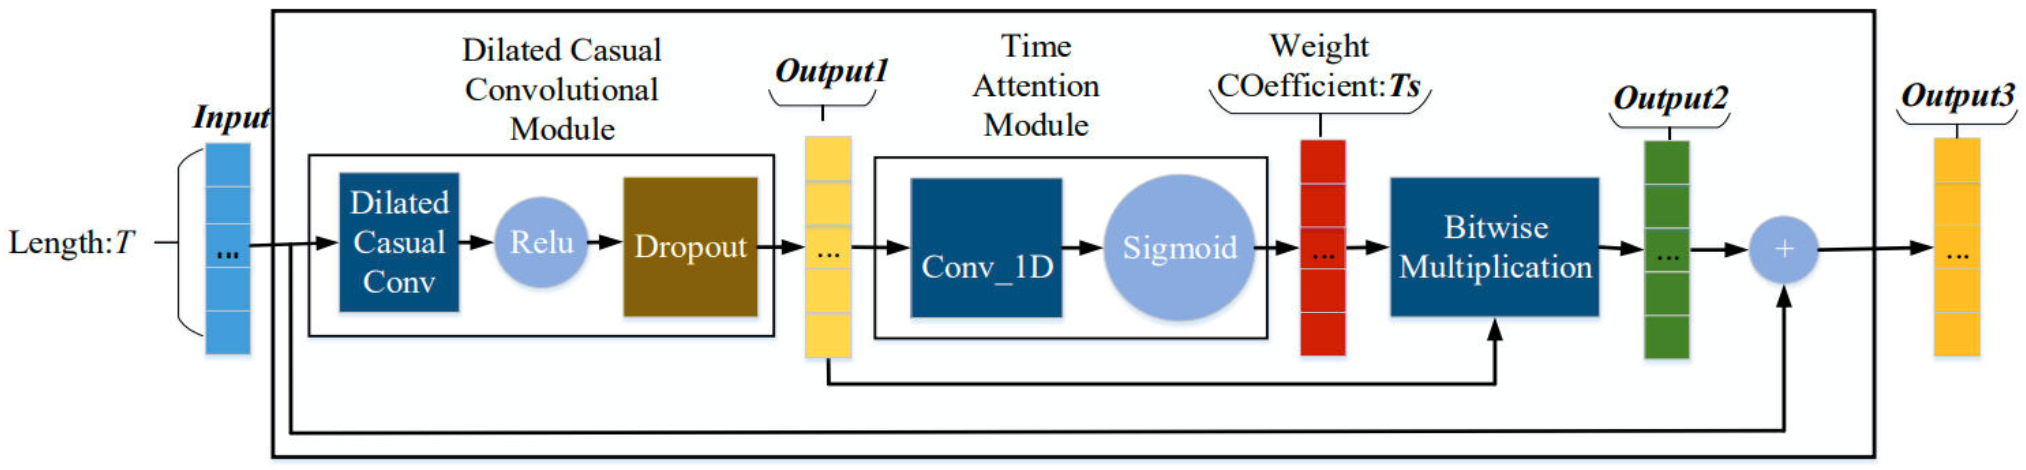 Length:T
Input
...
Dilated Casual
Convolutional
Module
Dilated
Casual
Conv
Relu
Dropout
Output1
...
Time
Attention
Module
Conv_1D
Sigmoid
Weight
COefficient:Ts
...
Bitwise
Multiplication
Output2
...
+
Output3
...